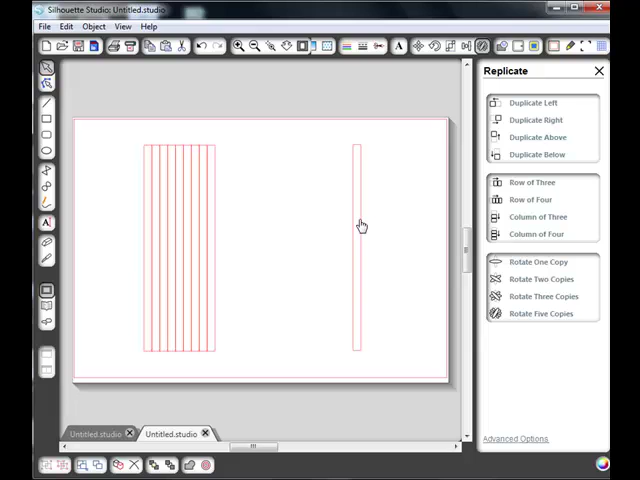 Silhouette Studio: Untitled.studio
File Edit Object View Help
A
Replicate
Duplicate Left
Duplicate Right
Duplicate Above
Duplicate Below
Row of Three
Row of Four
Column of Three
Column of Four
Rotate One Copy
Rotate Two Copies
Rotate Three Copies
Rotate Five Copies
A
Advanced Options
Untitled.studio
Untitled.studio